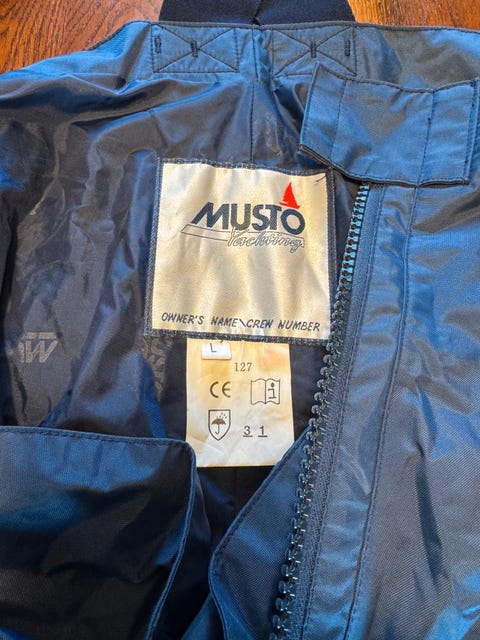 MUSTO
Yachting
OWNER'S NAME\CREW NUMBER
L
127
CE
i
3 1